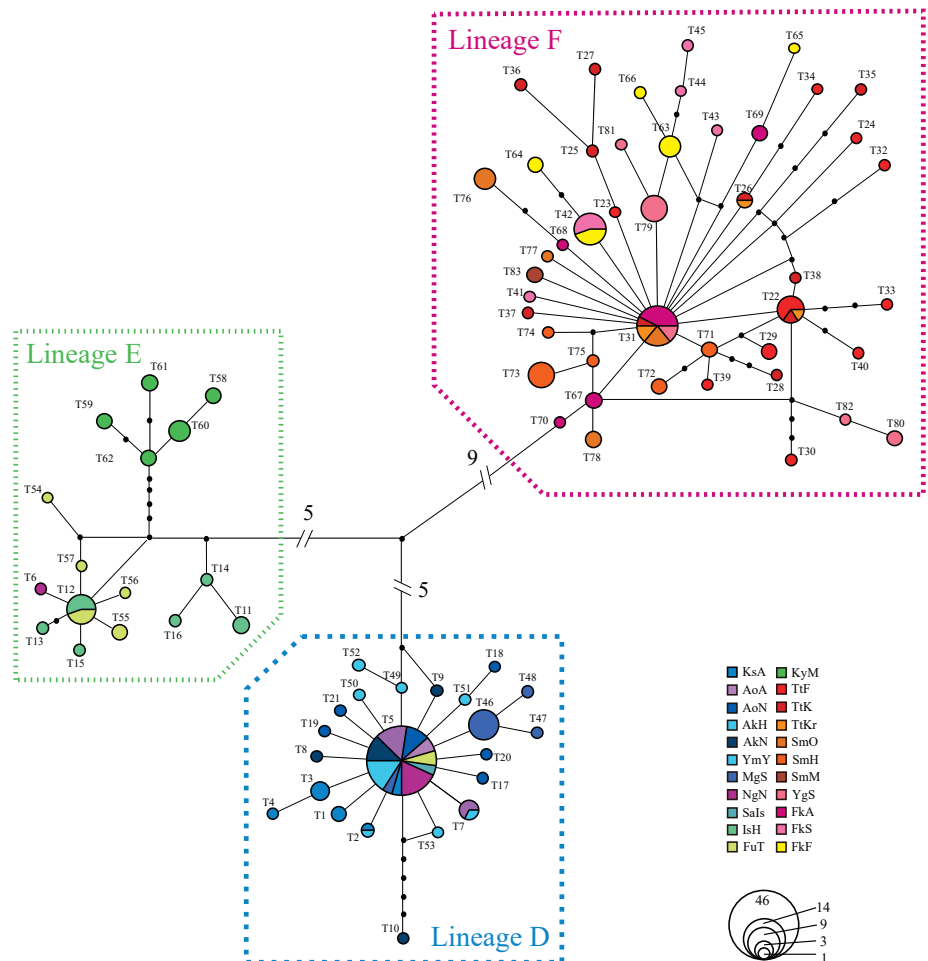 Lineage F
T45
T65
T27
T36
T66
T44
T34
T35
T63
T43
T69
T24
T81
T25
T32
T64
T76
T26
T23
T42
T79
T68
T77
T83
T38
T41
T22
T33
T37
T31
T74
T71
T29
T75
T40
T73
T72
T39
T28
T67
T82
T70
T80
T78
T30
Lineage E
T61
T58
T59
T60
T62
T54
T57
T6
T12
T56
T14
T13
T55
T16
T11
T15
9
5
5
T52
T18
T49
T9
T50
T51
T48
T21
T5
T46
T19
T47
T8
T20
T3
T17
T4
T1
T7
T2
T53
T10
Lineage D
KsA KyM
AoA TtF
AoN TtK
AkH TtKr
AkN SmO
YmY SmH
MgS SmM
NgN YgS
SaIs FkA
IsH FkS
FuT FkF
46
14
9
3
1